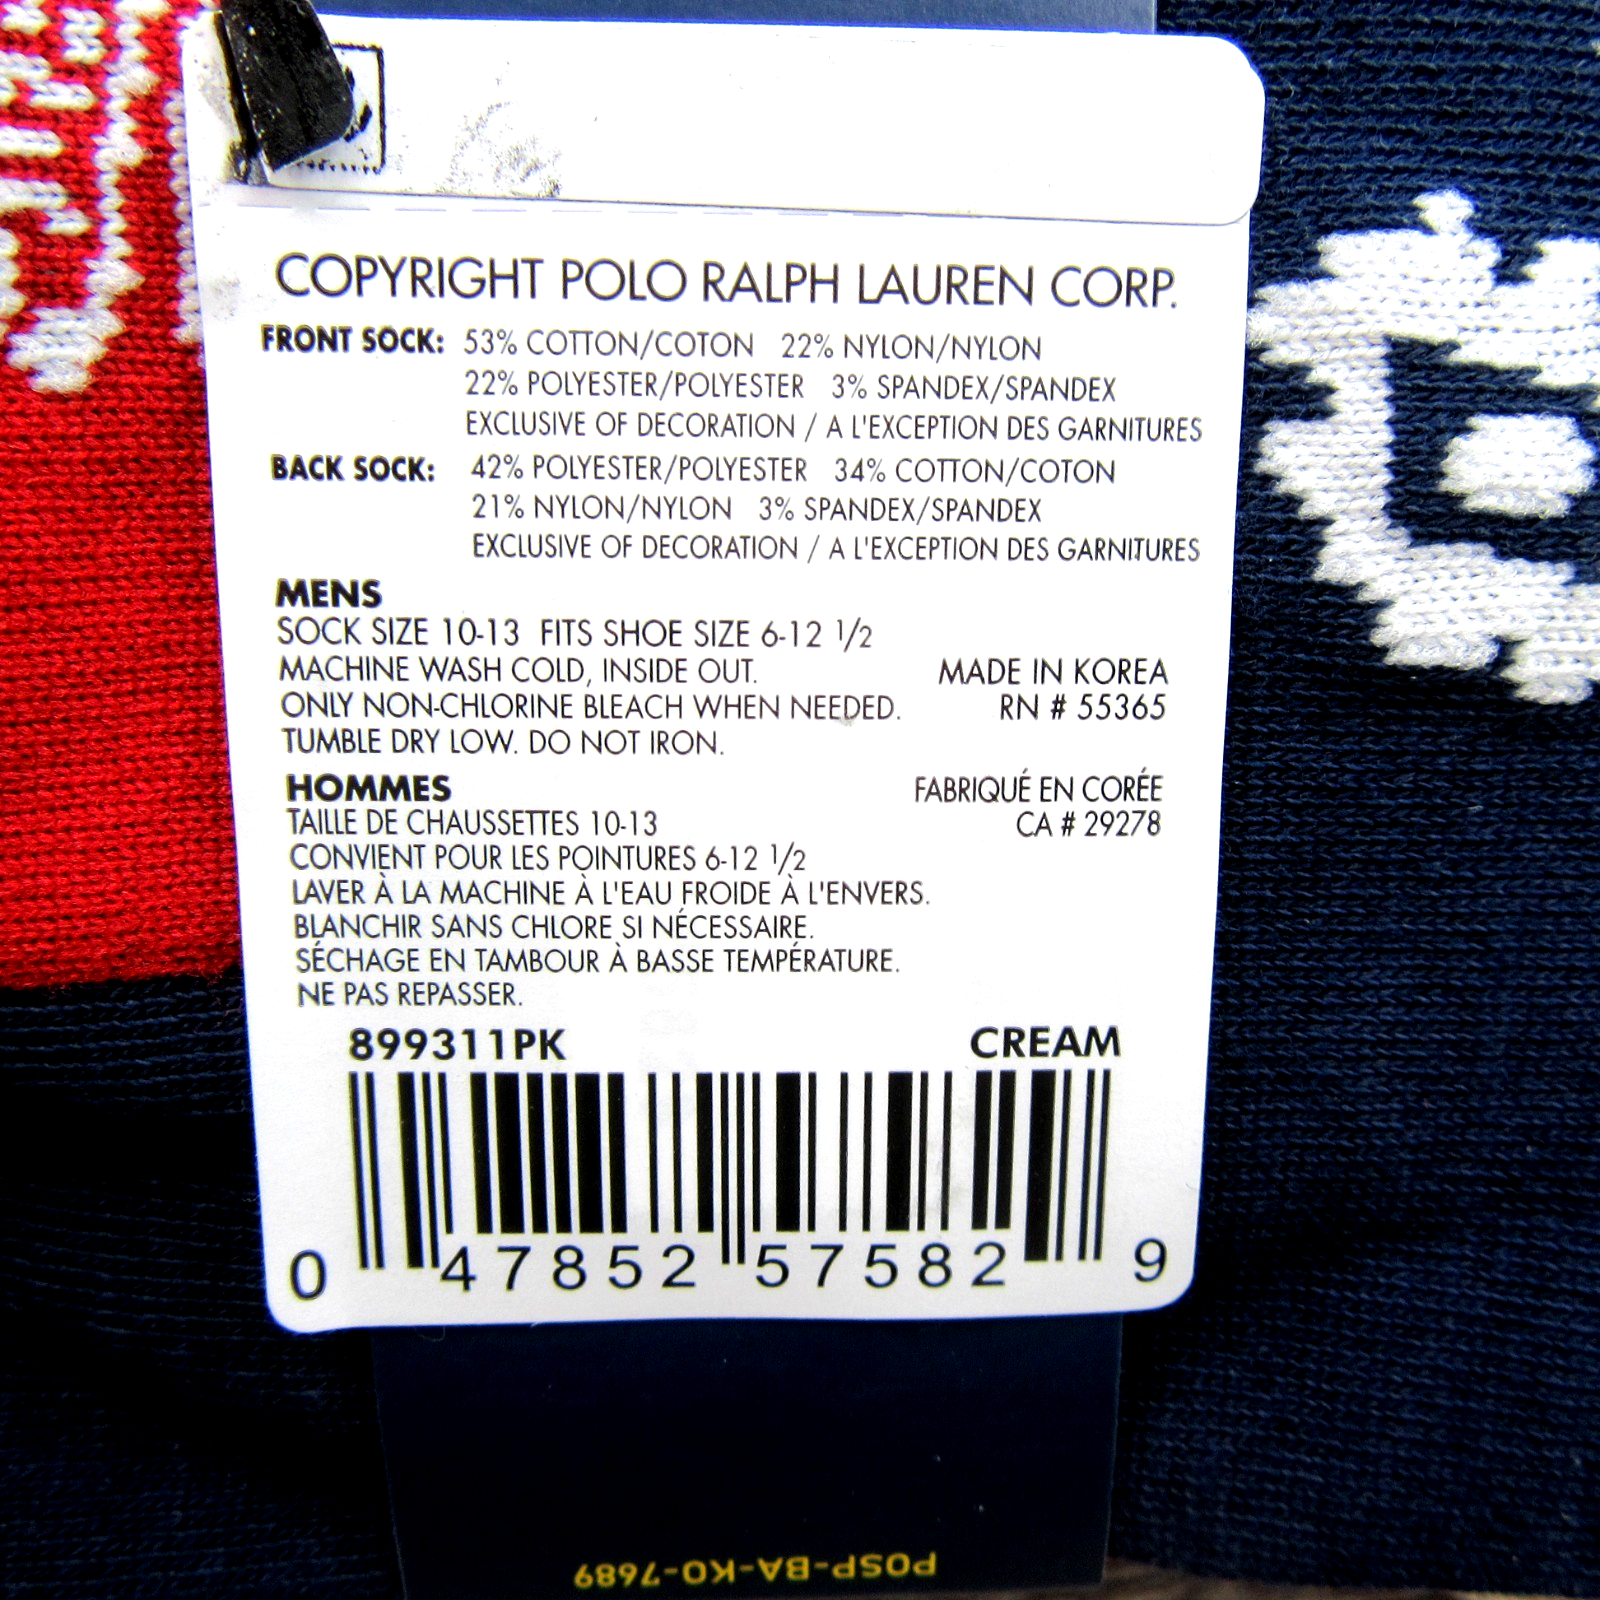 COPYRIGHT POLO RALPH LAUREN CORP.
FRONT SOCK: 53% COTTON/COTON 22% NYLON/NYLON
22% POLYESTER/POLYESTER 3% SPANDEX/SPANDEX
EXCLUSIVE OF DECORATION / A L'EXCEPTION DES GARNITURES
BACK SOCK: 42% POLYESTER/POLYESTER 34% COTTON/COTON
21% NYLON/NYLON 3% SPANDEX/SPANDEX
EXCLUSIVE OF DECORATION / A L'EXCEPTION DES GARNITURES
MENS
SOCK SIZE 10-13 FITS SHOE SIZE 6-12 1/2
MACHINE WASH COLD, INSIDE OUT. MADE IN KOREA
ONLY NON-CHLORINE BLEACH WHEN NEEDED. RN # 55365
TUMBLE DRY LOW. DO NOT IRON.
HOMMES FABRIQUÉ EN CORÉE
TAILLE DE CHAUSSETTES 10-13 CA # 29278
CONVIENT POUR LES POINTURES 6-12 1/2
LAVER À LA MACHINE À L'EAU FROIDE À L'ENVERS.
BLANCHIR SANS CHLORE SI NÉCESSAIRE.
SÉCHAGE EN TAMBOUR À BASSE TEMPÉRATURE.
NE PAS REPASSER.
899311PK CREAM
0 47852 57582 9
POSP-BA-KO-7689